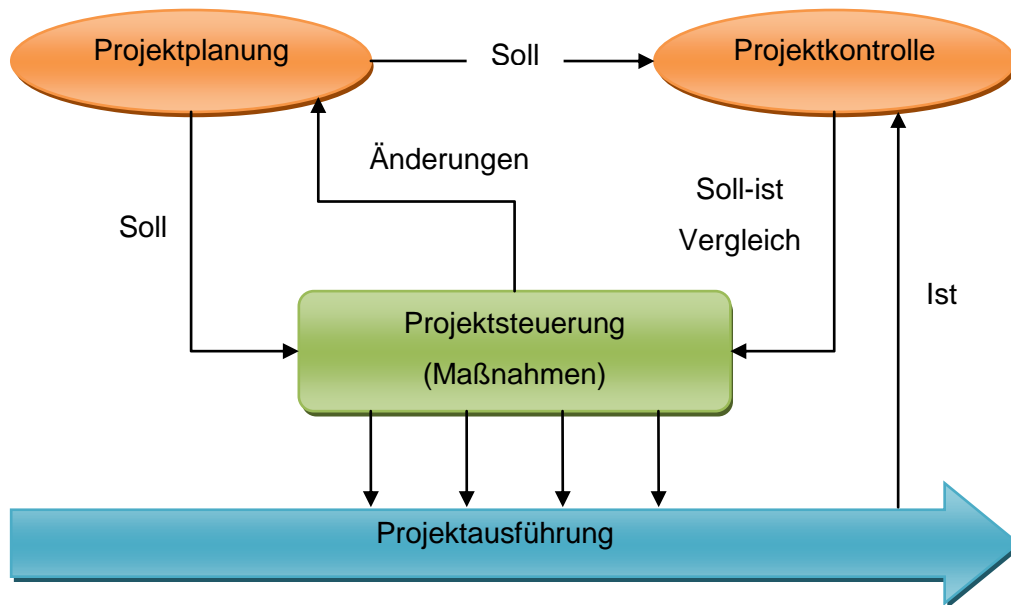 Projektplanung
Soll
Projektkontrolle
Änderungen
Soll
Soll-ist
Vergleich
Ist
Projektsteuerung
(Maßnahmen)
Projektausführung